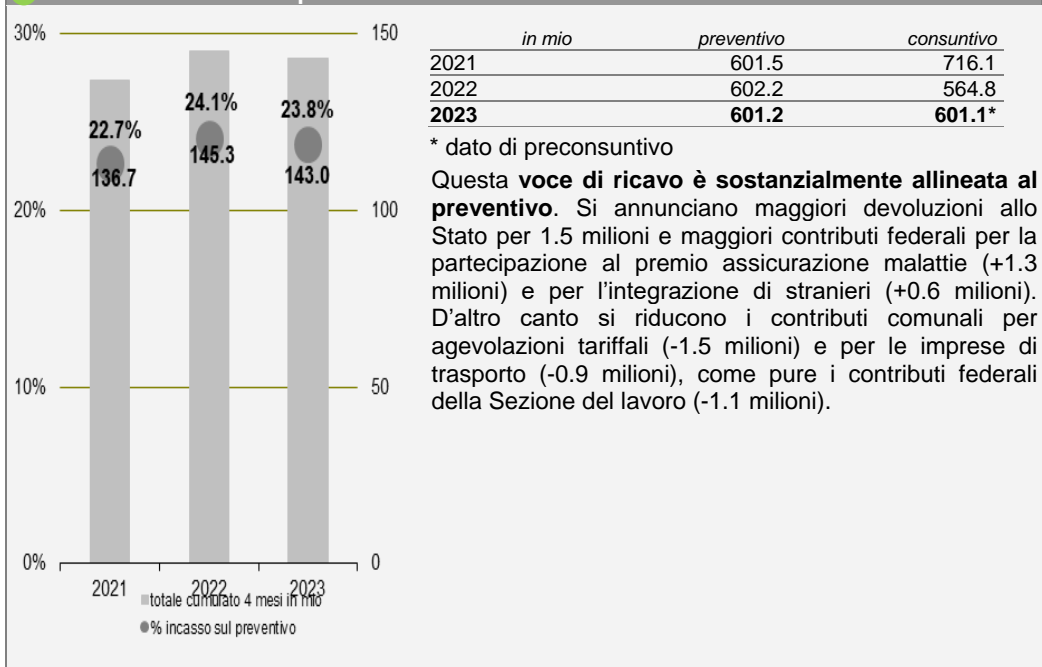 30%
150
24.1%
23.8%
22.7%
145.3
143.0
136.7
20%
100
10%
50
0%
0
2021 2022 2023
totale cumulato 4 mesi in mio
% incasso sul preventivo
in mio preventivo consuntivo
2021 601.5 716.1
2022 602.2 564.8
2023 601.2 601.1*
* dato di preconsuntivo
Questa voce di ricavo è sostanzialmente allineata al
preventivo. Si annunciano maggiori devoluzioni allo
Stato per 1.5 milioni e maggiori contributi federali per la
partecipazione al premio assicurazione malattie (+1.3
milioni) e per l’integrazione di stranieri (+0.6 milioni).
D’altro canto si riducono i contributi comunali per
agevolazioni tariffali (-1.5 milioni) e per le imprese di
trasporto (-0.9 milioni), come pure i contributi federali
della Sezione del lavoro (-1.1 milioni).